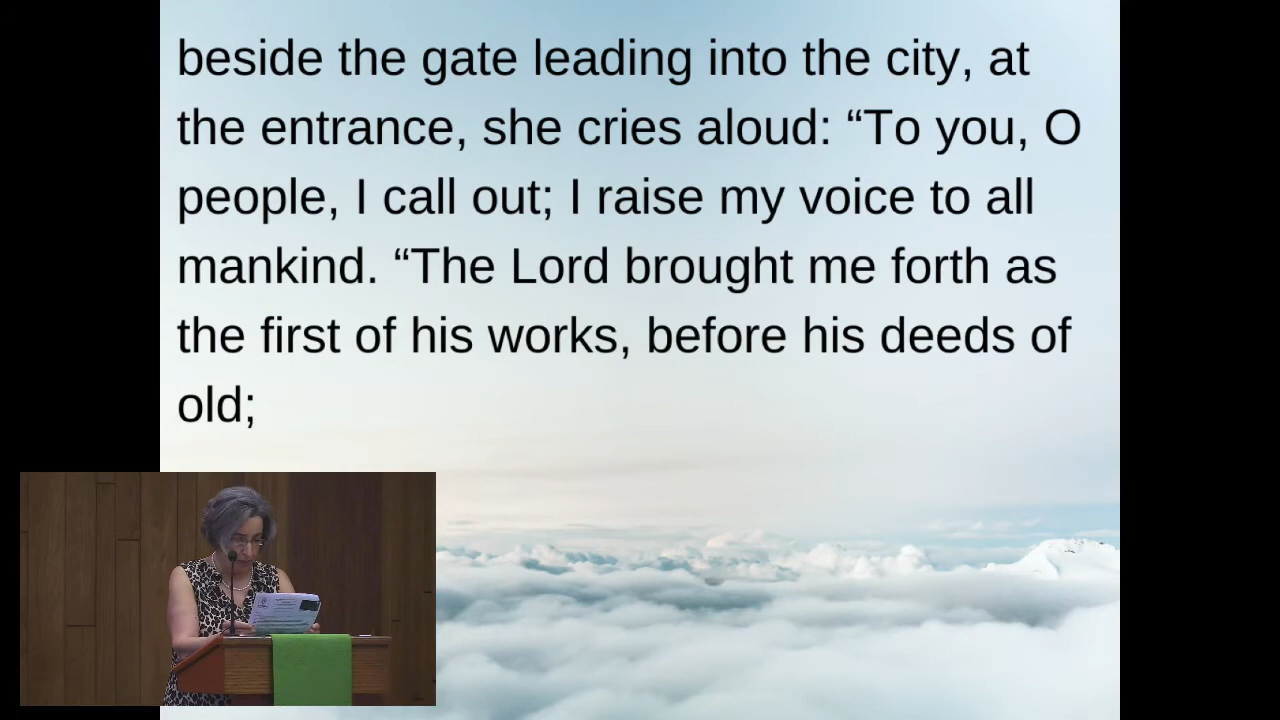 beside the gate leading into the city, at
the entrance, she cries aloud: “To you, O
people, I call out; I raise my voice to all
mankind. “The Lord brought me forth as
the first of his works, before his deeds of
old;